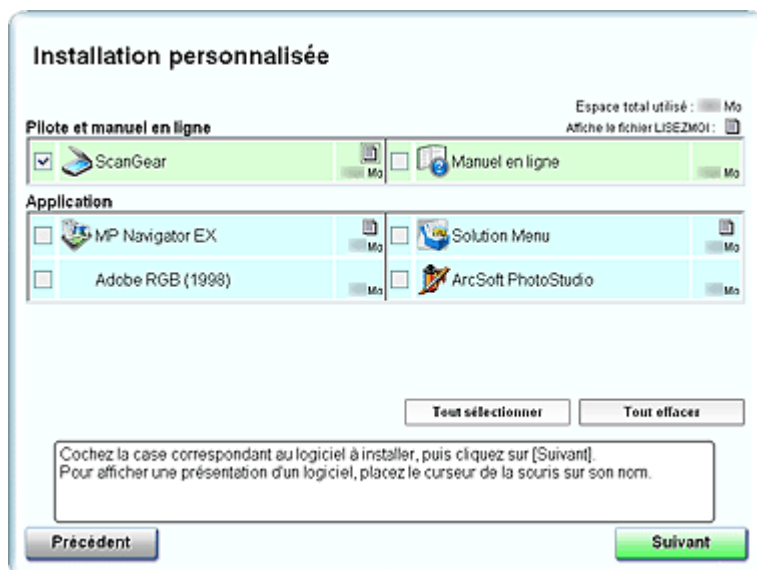 Installation personnalisée
Espace total utilisé : Mo
Pilote et manuel en ligne
Affiche le fichier LISEZMOI :
ScanGear
Mo
Manuel en ligne
Mo
Application
MP Navigator EX
Mo
Solution Menu
Mo
Adobe RGB (1998)
Mo
ArcSoft PhotoStudio
Mo
Tout sélectionner
Tout effacer
Cochez la case correspondant au logiciel à installer, puis cliquez sur [Suivant].
Pour afficher une présentation d'un logiciel, placez le curseur de la souris sur son nom.
Précédent
Suivant